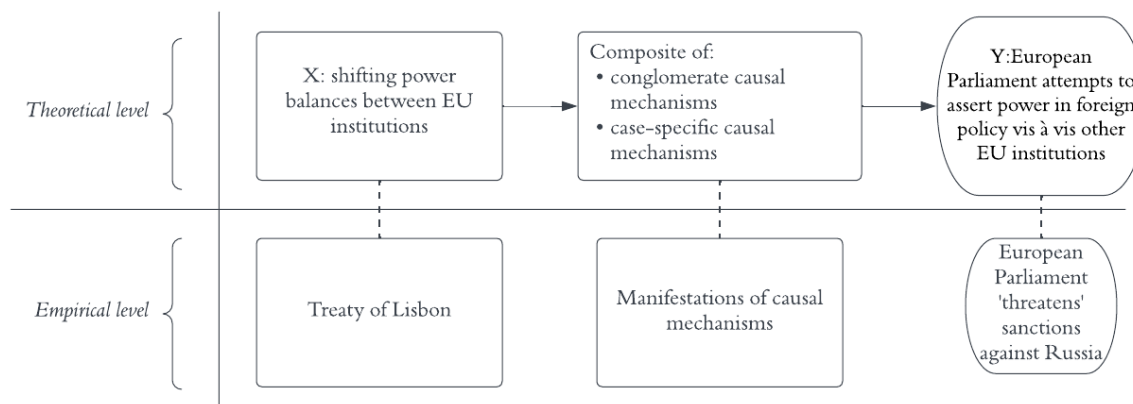 Theoretical level
X: shifting power
balances between EU
institutions
Composite of:
• conglomerate causal
mechanisms
• case-specific causal
mechanisms
Y:European
Parliament attempts to
assert power in foreign
policy vis à vis other
EU institutions
Empirical level
Treaty of Lisbon
Manifestations of causal
mechanisms
European
Parliament
'threatens'
sanctions
against Russia